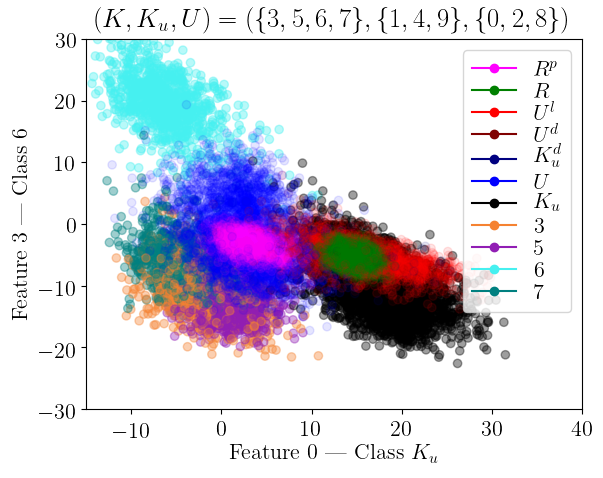 (K, K_u, U) = ({3, 5, 6, 7}, {1, 4, 9}, {0, 2, 8})
30
20
10
0
−10
−20
−30
Feature 3 — Class 6
R^p
R
U^l
U^d
K_u^d
U
K_u
3
5
6
7
−10 0 10 20 30 40
Feature 0 — Class K_u